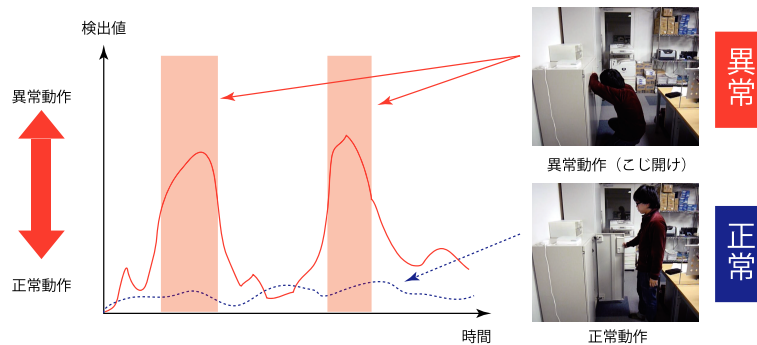 検出値
異常動作
正常動作
時間
異常動作（こじ開け）
異常
正常動作
正常